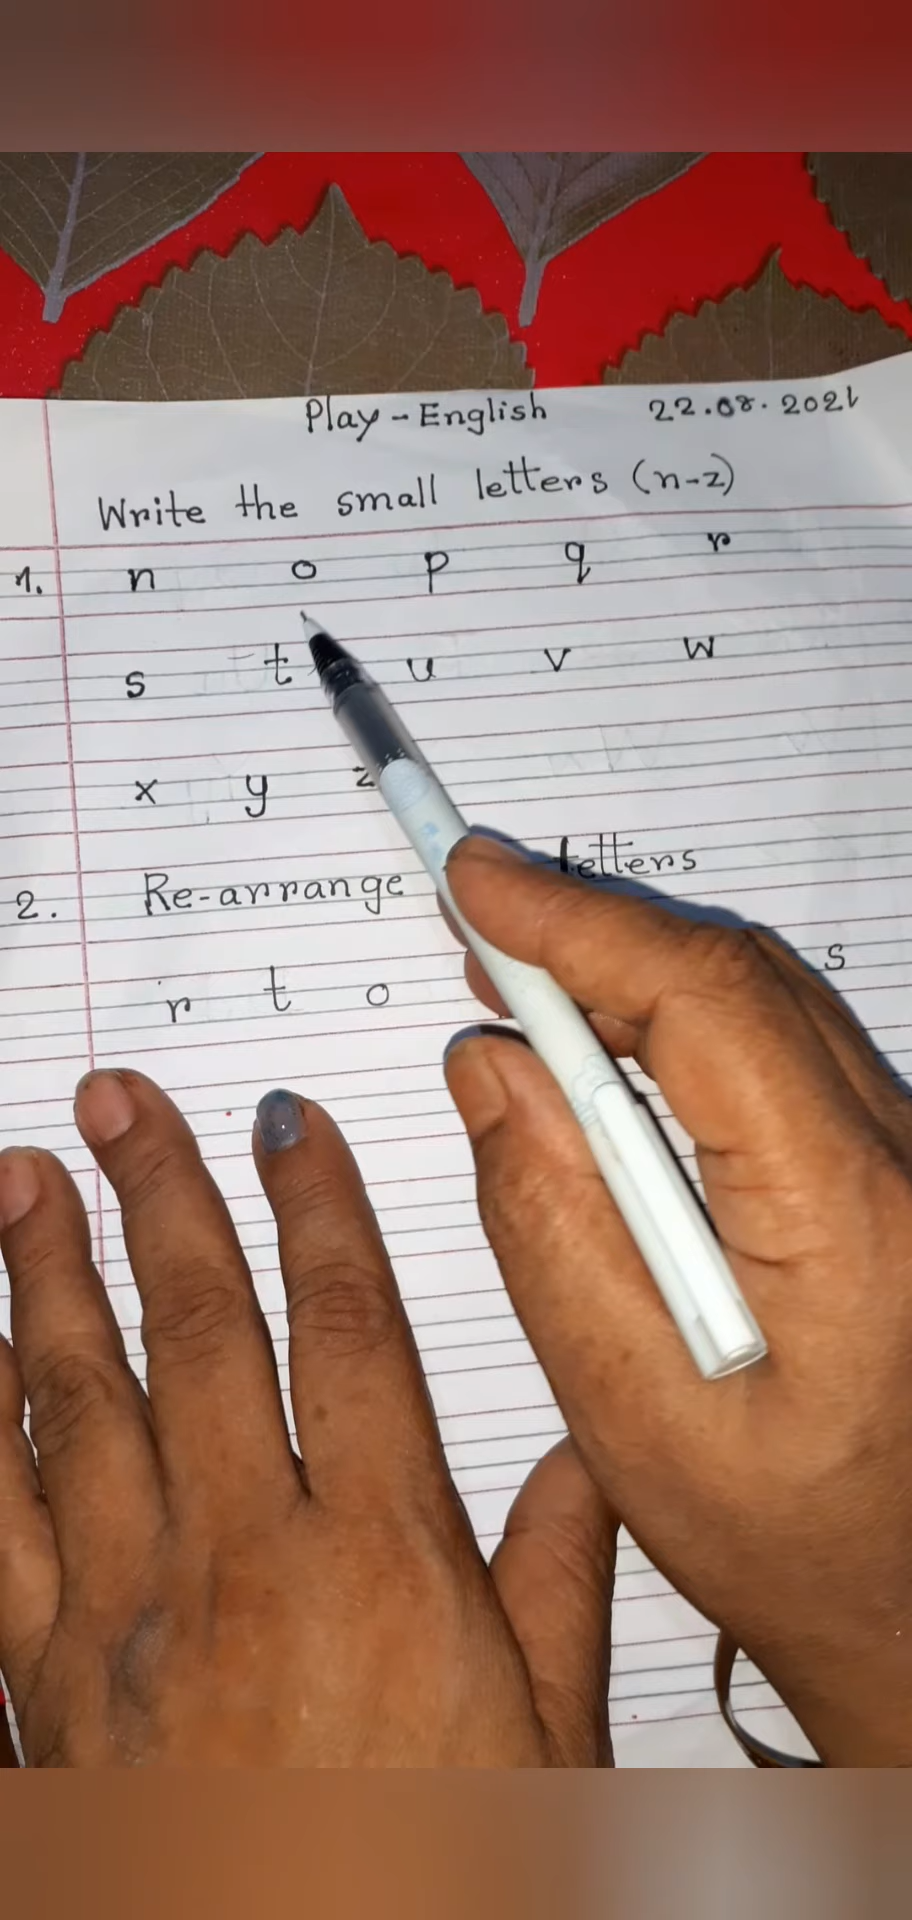 Play - English 22.08.2021
Write the small letters (n-z)
1. n o p q r
s t u v w
x y z
2. Re-arrange letters
r t o s